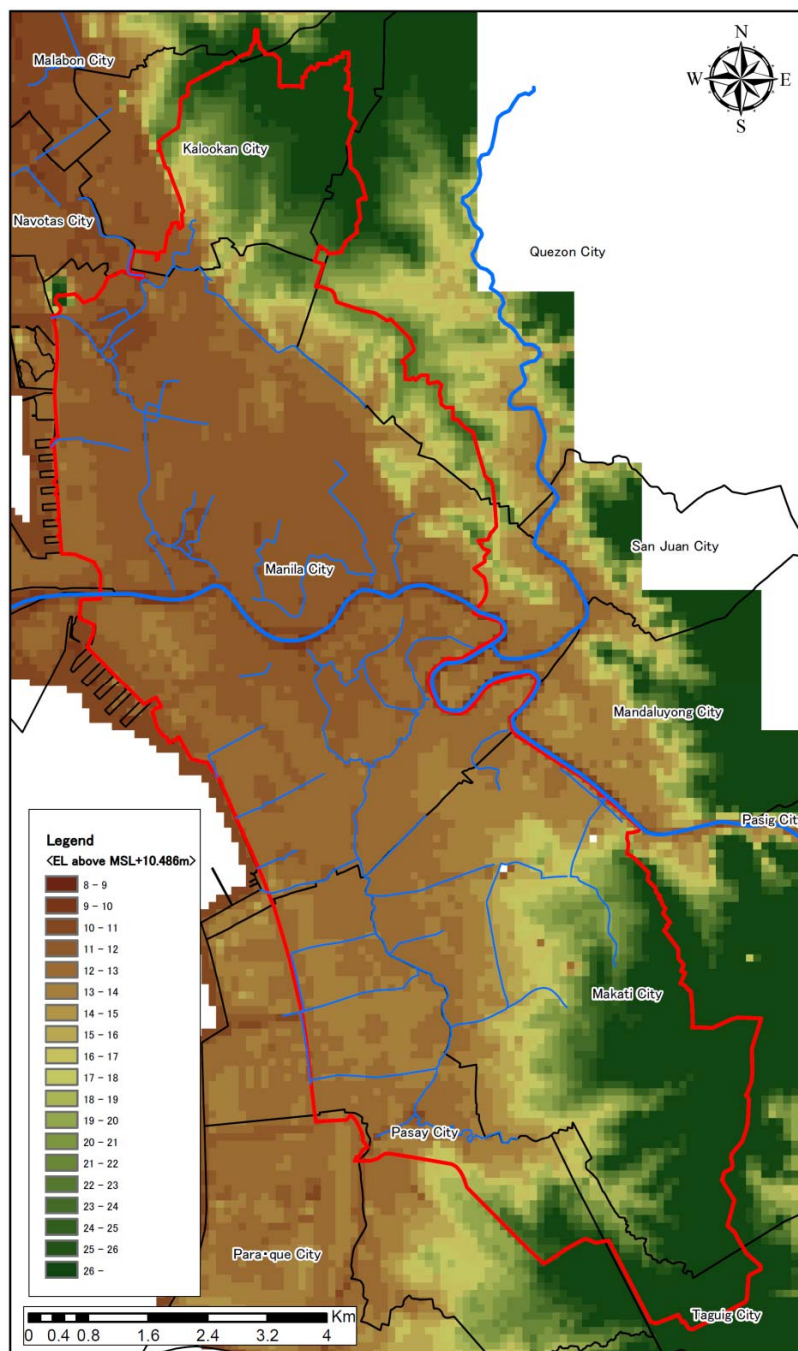 Malabon City
N
W
E
S
Kalookan City
Navotas City
Quezon City
San Juan City
Manila City
Mandaluyong City
Pasig Cit
Makati City
Pasay City
Para・que City
Taguig City
Legend
<EL above MSL+10.486m>
8 - 9
9 - 10
10 - 11
11 - 12
12 - 13
13 - 14
14 - 15
15 - 16
16 - 17
17 - 18
18 - 19
19 - 20
20 - 21
21 - 22
22 - 23
23 - 24
24 - 25
25 - 26
26 -
Km
0 0.4 0.8 1.6 2.4 3.2 4